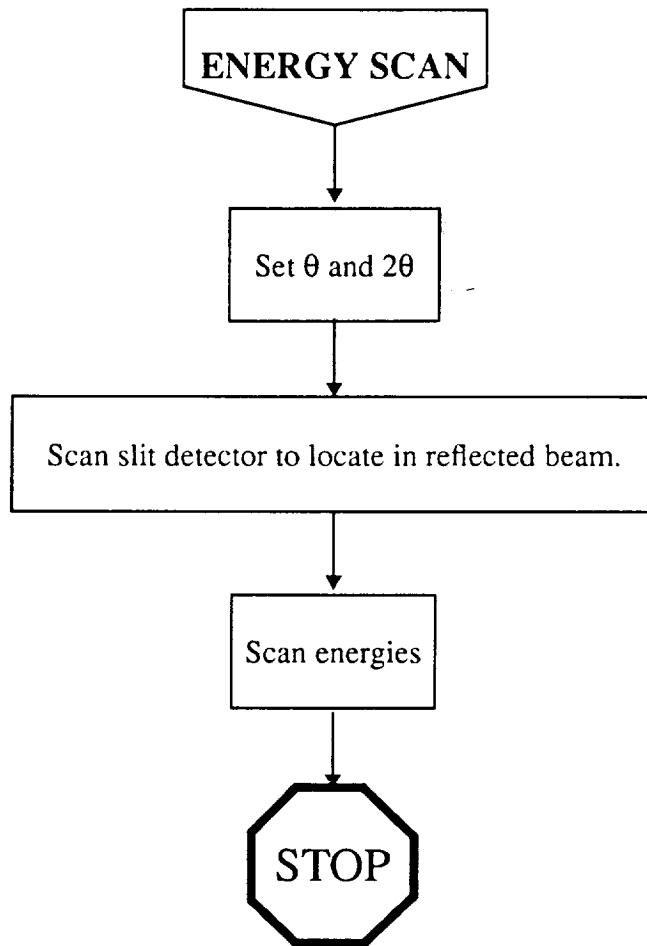 ENERGY SCAN
Set θ and 2θ
Scan slit detector to locate in reflected beam.
Scan energies
STOP